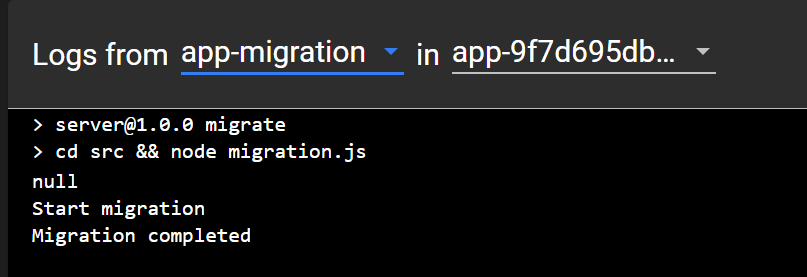 Logs from app-migration in app-9f7d695db...
> server@1.0.0 migrate
> cd src && node migration.js
null
Start migration
Migration completed